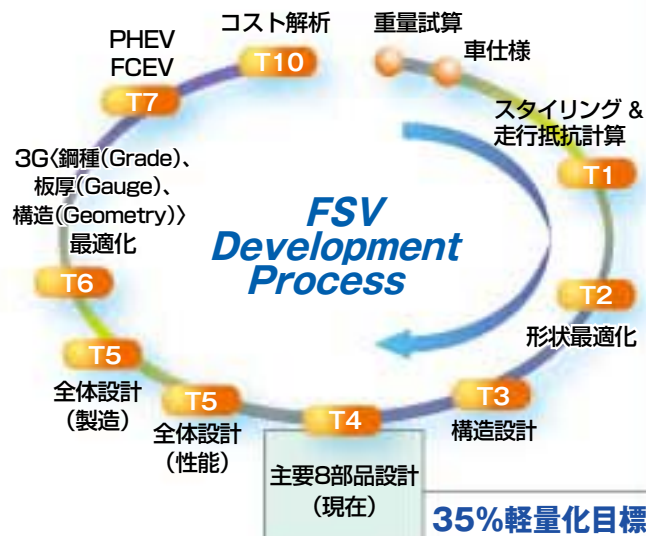 重量試算
車仕様
スタイリング &
走行抵抗計算
T1
T2
形状最適化
T3
構造設計
T4
主要8部品設計
(現在)
35%軽量化目標
T5
全体設計
(性能)
T5
全体設計
(製造)
T6
3G〈鋼種(Grade)、
板厚(Gauge)、
構造(Geometry)〉
最適化
T7
PHEV
FCEV
T10
コスト解析
FSV
Development
Process